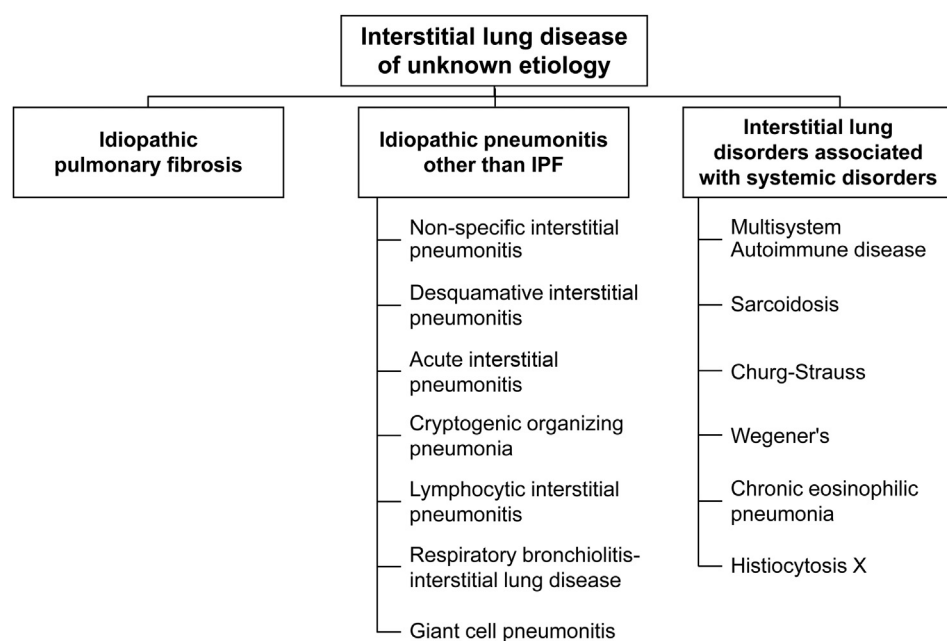 Interstitial lung disease
of unknown etiology
Idiopathic
pulmonary fibrosis
Idiopathic pneumonitis
other than IPF
Non-specific interstitial
pneumonitis
Desquamative interstitial
pneumonitis
Acute interstitial
pneumonitis
Cryptogenic organizing
pneumonia
Lymphocytic interstitial
pneumonitis
Respiratory bronchiolitis-
interstitial lung disease
Giant cell pneumonitis
Interstitial lung
disorders associated
with systemic disorders
Multisystem
Autoimmune disease
Sarcoidosis
Churg-Strauss
Wegener's
Chronic eosinophilic
pneumonia
Histiocytosis X